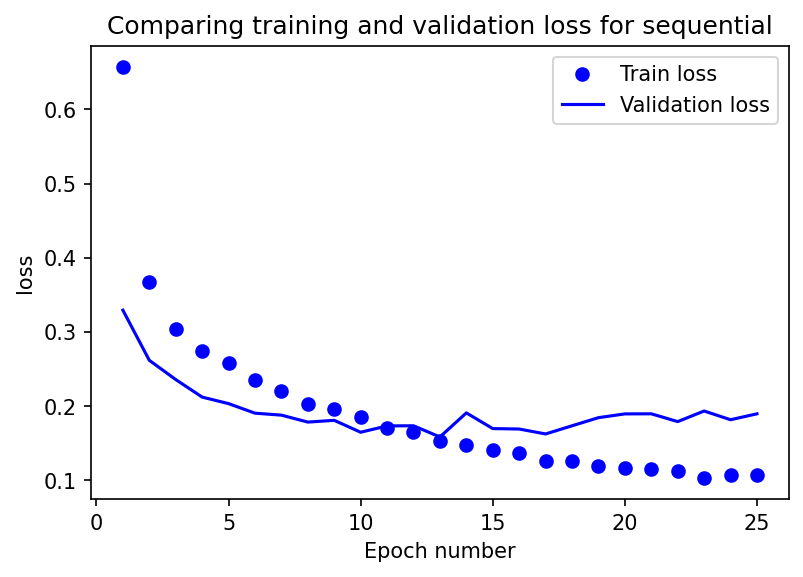 Comparing training and validation loss for sequential
Train loss
Validation loss
loss
0.6
0.5
0.4
0.3
0.2
0.1
0 5 10 15 20 25
Epoch number